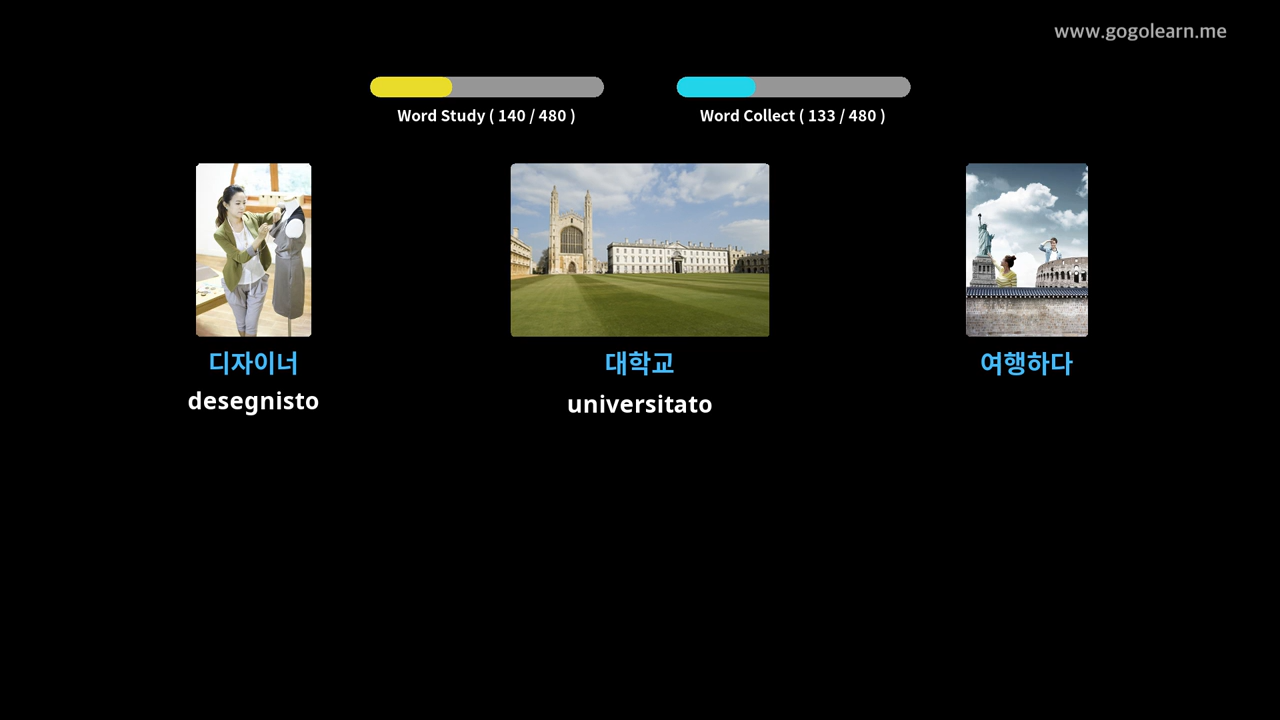 www.gogolearn.me
Word Study ( 140 / 480 )
Word Collect ( 133 / 480 )
디자이너
desegnisto
대학교
universitato
여행하다